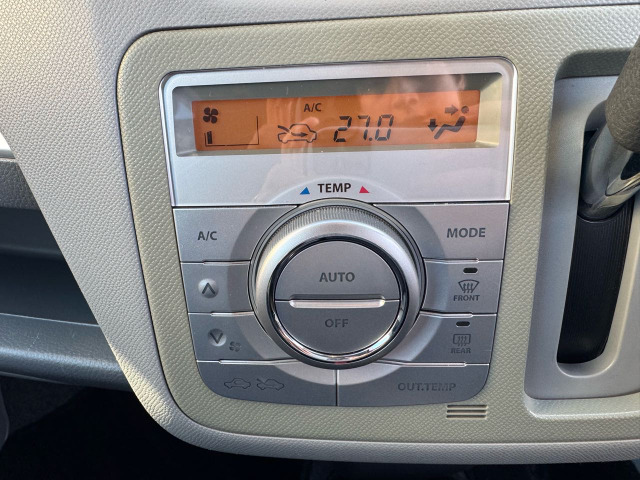 A/C
27.0
TEMP
A/C
MODE
AUTO
FRONT
OFF
REAR
OUT.TEMP